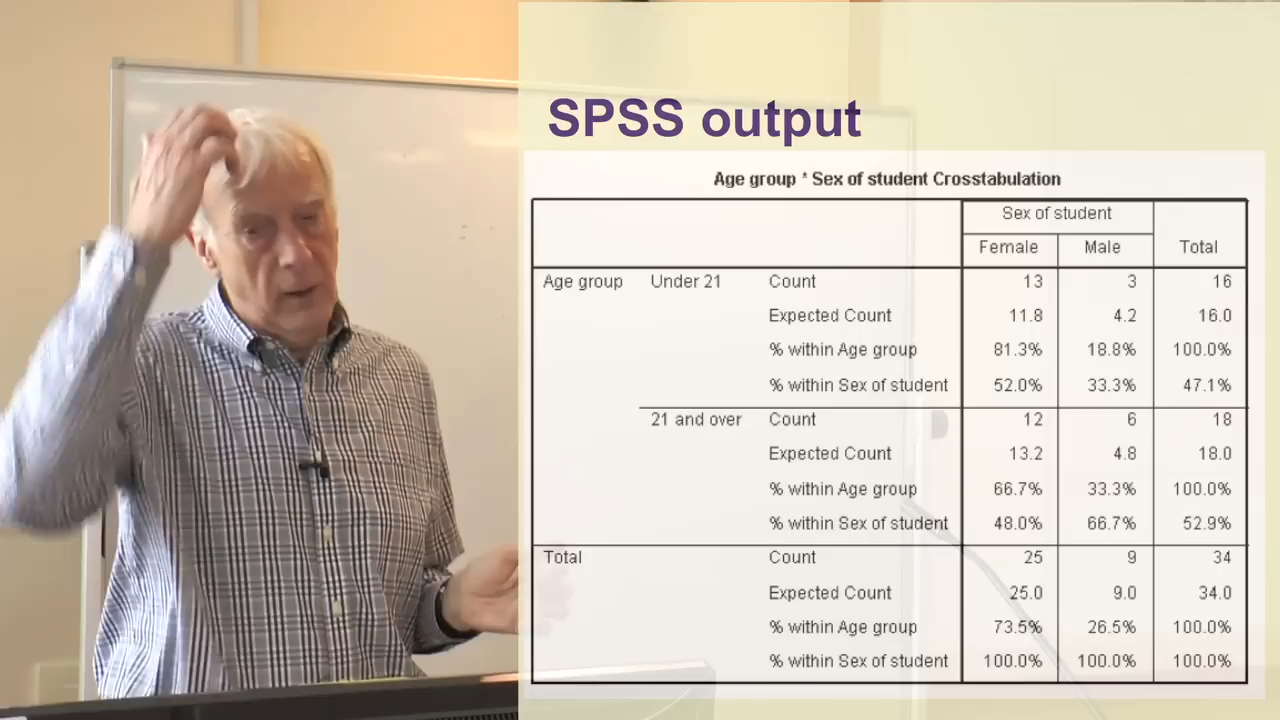 SPSS output
Age group * Sex of student Crosstabulation
Sex of student
Female Male Total
Age group Under 21 Count 13 3 16
Expected Count 11.8 4.2 16.0
% within Age group 81.3% 18.8% 100.0%
% within Sex of student 52.0% 33.3% 47.1%
21 and over Count 12 6 18
Expected Count 13.2 4.8 18.0
% within Age group 66.7% 33.3% 100.0%
% within Sex of student 48.0% 66.7% 52.9%
Total Count 25 9 34
Expected Count 25.0 9.0 34.0
% within Age group 73.5% 26.5% 100.0%
% within Sex of student 100.0% 100.0% 100.0%